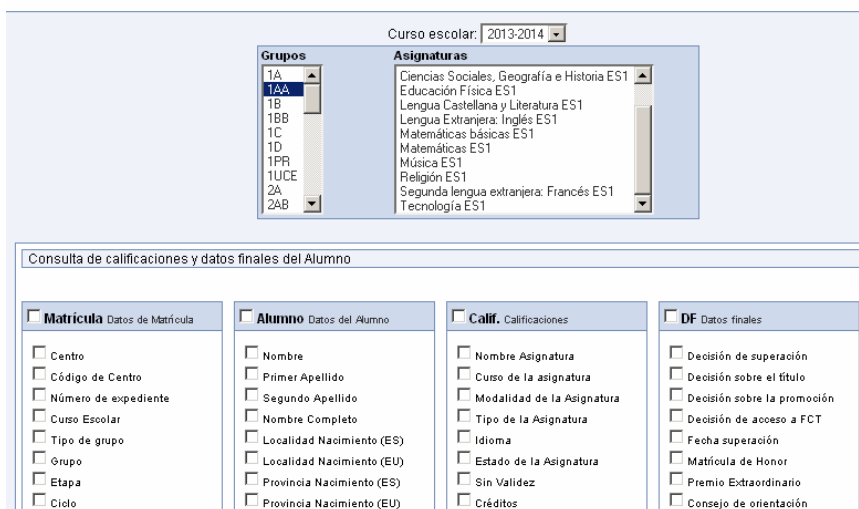 Curso escolar: 2013-2014
Grupos Asignaturas
1A Ciencias Sociales, Geografía e Historia ES1
1AA Educación Física ES1
1B Lengua Castellana y Literatura ES1
1BB Lengua Extranjera: Inglés ES1
1C Matemáticas básicas ES1
1D Matemáticas ES1
1PR Música ES1
1UCE Religión ES1
2A Segunda lengua extranjera: Francés ES1
2AB Tecnología ES1
Consulta de calificaciones y datos finales del Alumno
Matrícula Datos de Matrícula Alumno Datos del Alumno Calif. Calificaciones DF Datos finales
Centro Nombre Nombre Asignatura Decisión de superación
Código de Centro Primer Apellido Curso de la asignatura Decisión sobre el título
Número de expediente Segundo Apellido Modalidad de la Asignatura Decisión sobre la promoción
Curso Escolar Nombre Completo Tipo de la Asignatura Decisión de acceso a FCT
Tipo de grupo Localidad Nacimiento (ES) Idioma Fecha superación
Grupo Localidad Nacimiento (EU) Estado de la Asignatura Matrícula de Honor
Etapa Provincia Nacimiento (ES) Sin Validez Premio Extraordinario
Ciclo Provincia Nacimiento (EU) Créditos Consejo de orientación